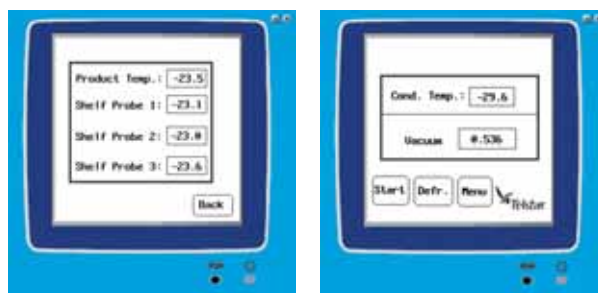 Product Temp.: -23.5
Shelf Probe 1: -23.1
Shelf Probe 2: -23.0
Shelf Probe 3: -23.6
Back
Cond. Temp.: -29.6
Vacuum 0.536
Start Defr. Menu Telstar